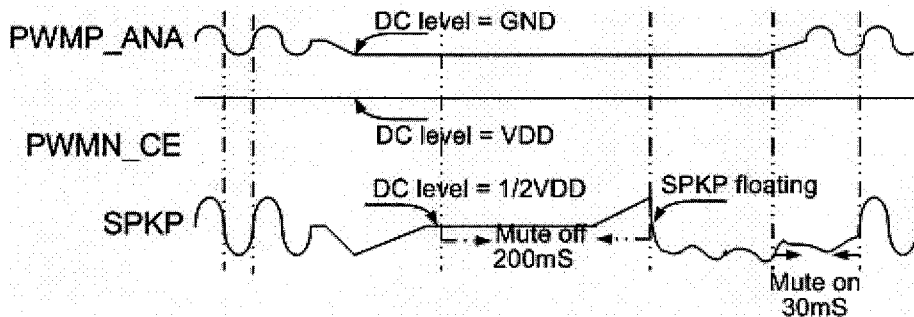 PWMP_ANA
DC level = GND
DC level = VDD
PWMN_CE
DC level = 1/2VDD
SPKP floating
SPKP
Mute off
200mS
Mute on
30mS